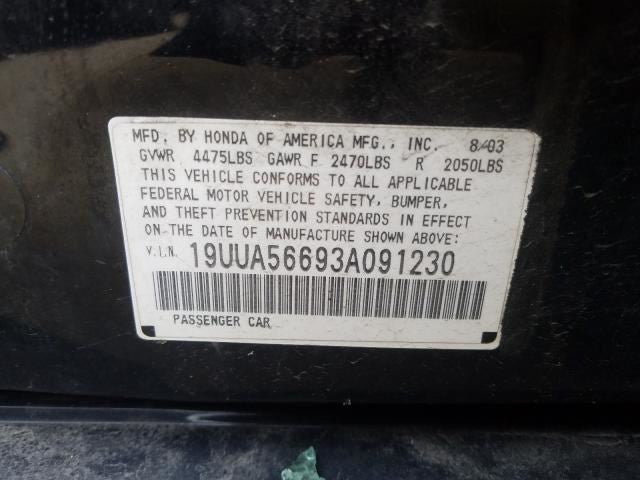 MFD. BY HONDA OF AMERICA MFG., INC. 8/03
GVWR 4475LBS GAWR F 2470LBS R 2050LBS
THIS VEHICLE CONFORMS TO ALL APPLICABLE
FEDERAL MOTOR VEHICLE SAFETY, BUMPER,
AND THEFT PREVENTION STANDARDS IN EFFECT
ON THE DATE OF MANUFACTURE SHOWN ABOVE:
V.I.N. 19UUA56693A091230
PASSENGER CAR